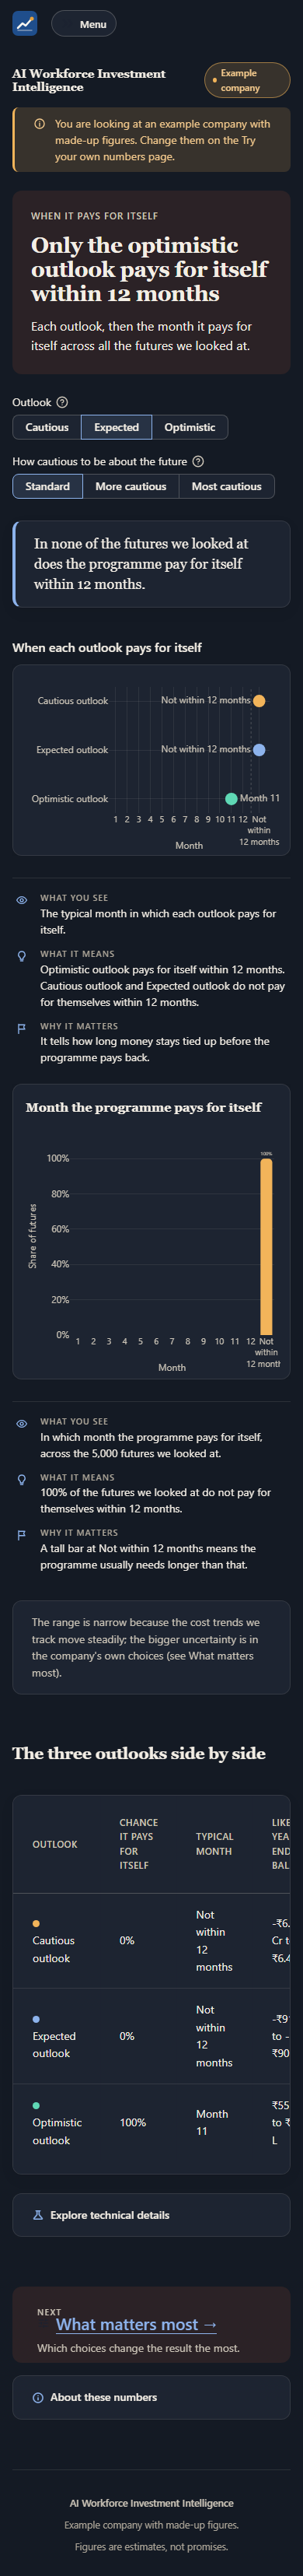 Menu
AI Workforce Investment
Intelligence
Example
company
You are looking at an example company with
made-up figures. Change them on the Try
your own numbers page.
WHEN IT PAYS FOR ITSELF
Only the optimistic
outlook pays for itself
within 12 months
Each outlook, then the month it pays for
itself across all the futures we looked at.
Outlook
Cautious Expected Optimistic
How cautious to be about the future
Standard More cautious Most cautious
In none of the futures we looked at
does the programme pay for itself
within 12 months.
When each outlook pays for itself
Cautious outlook Not within 12 months
Expected outlook Not within 12 months
Optimistic outlook Month 11
1 2 3 4 5 6 7 8 9 10 11 12 Not
within
12 months
Month
WHAT YOU SEE
The typical month in which each outlook pays for
itself.
WHAT IT MEANS
Optimistic outlook pays for itself within 12 months.
Cautious outlook and Expected outlook do not pay
for themselves within 12 months.
WHY IT MATTERS
It tells how long money stays tied up before the
programme pays back.
Month the programme pays for itself
100%
100%
80%
60%
40%
20%
0%
Share of futures
1 2 3 4 5 6 7 8 9 10 11 12 Not
within
12 month
Month
WHAT YOU SEE
In which month the programme pays for itself,
across the 5,000 futures we looked at.
WHAT IT MEANS
100% of the futures we looked at do not pay for
themselves within 12 months.
WHY IT MATTERS
A tall bar at Not within 12 months means the
programme usually needs longer than that.
The range is narrow because the cost trends we
track move steadily; the bigger uncertainty is in
the company's own choices (see What matters
most).
The three outlooks side by side
OUTLOOK
CHANCE
IT PAYS
FOR
ITSELF
TYPICAL
MONTH
LIKE
YEA
END
BAL
Cautious
outlook
0%
Not
within
12
months
-₹6.
Cr t
₹6.4
Expected
outlook
0%
Not
within
12
months
-₹9
to -
₹90
Optimistic
outlook
100%
Month
11
₹55
to ₹
L
Explore technical details
NEXT
What matters most →
Which choices change the result the most.
About these numbers
AI Workforce Investment Intelligence
Example company with made-up figures.
Figures are estimates, not promises.